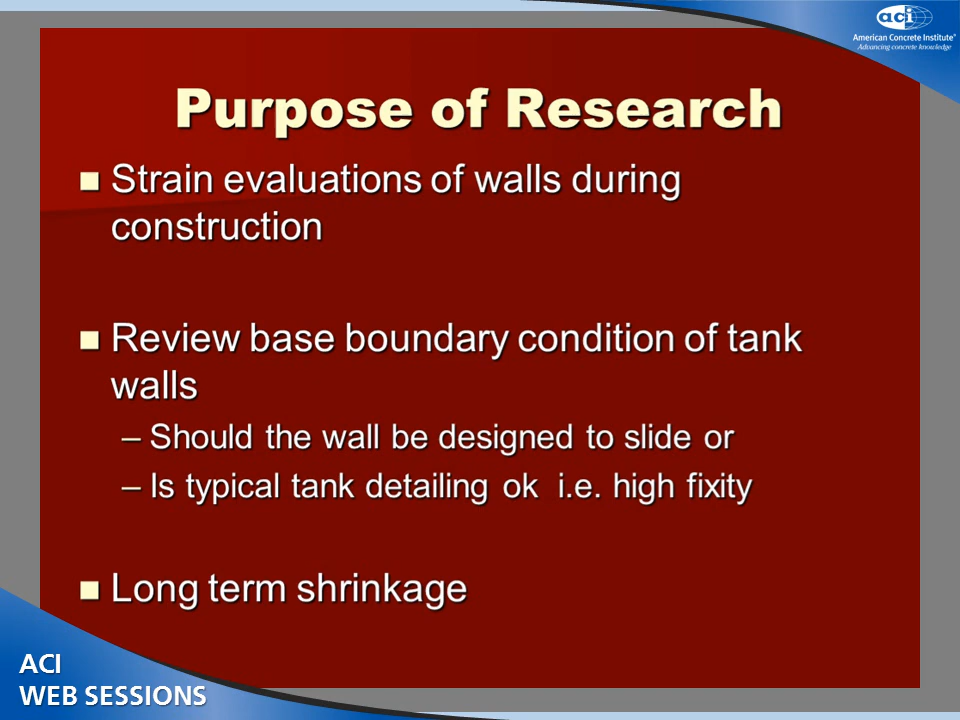 aci
American Concrete Institute®
Advancing concrete knowledge
Purpose of Research
■ Strain evaluations of walls during
construction
■ Review base boundary condition of tank
walls
– Should the wall be designed to slide or
– Is typical tank detailing ok i.e. high fixity
■ Long term shrinkage
ACI
WEB SESSIONS